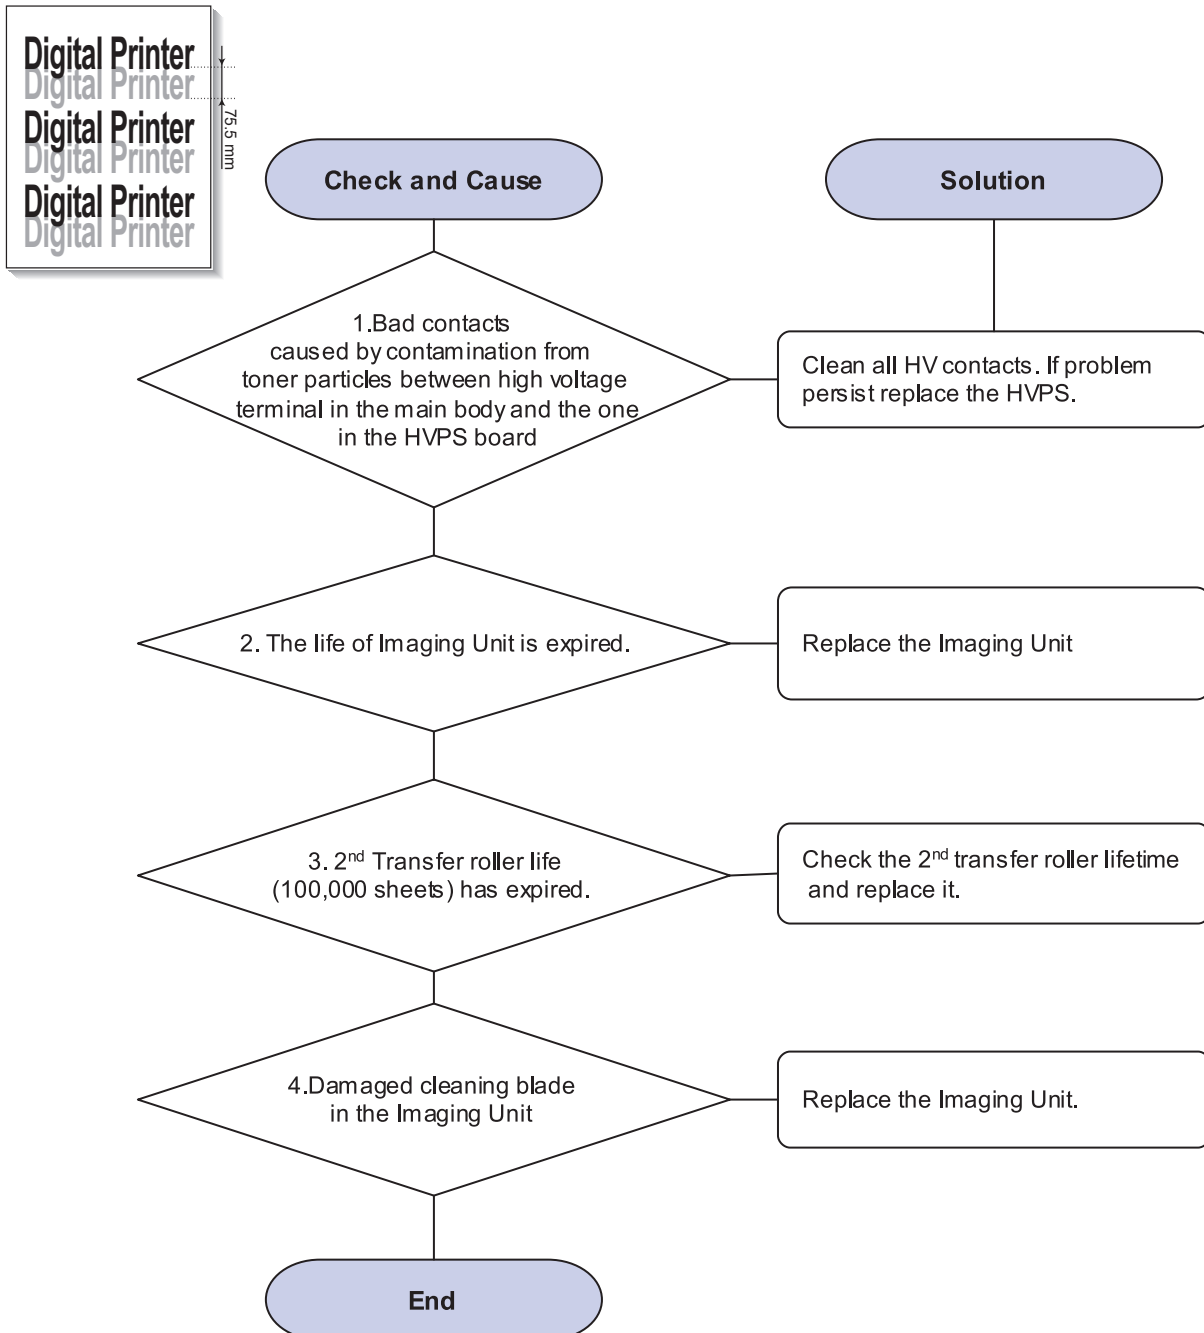 Digital Printer
Digital Printer
Digital Printer
Digital Printer
Digital Printer
Digital Printer
75.5 mm
Check and Cause
Solution
1.Bad contacts
caused by contamination from
toner particles between high voltage
terminal in the main body and the one
in the HVPS board
Clean all HV contacts. If problem
persist replace the HVPS.
2. The life of Imaging Unit is expired.
Replace the Imaging Unit
3. 2nd Transfer roller life
(100,000 sheets) has expired.
Check the 2nd transfer roller lifetime
and replace it.
4.Damaged cleaning blade
in the Imaging Unit
Replace the Imaging Unit.
End